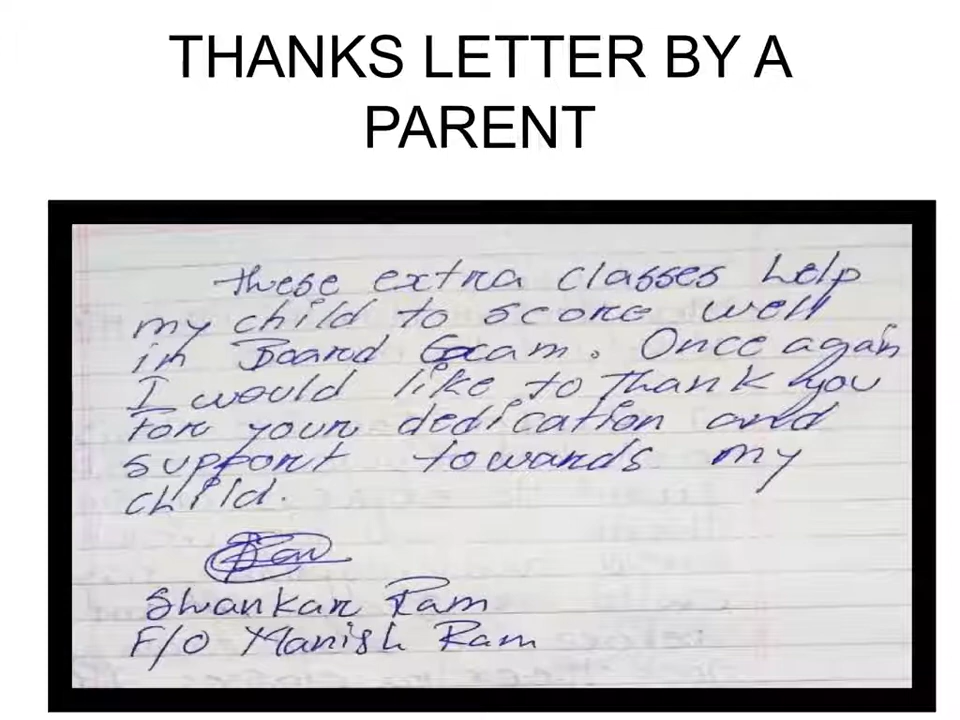 THANKS LETTER BY A
PARENT
These extra classes help
my child to score well
in Board Exam. Once again
I would like to thank you
for your dedication and
support towards my
child.
Shankar Ram
F/O Manish Ram